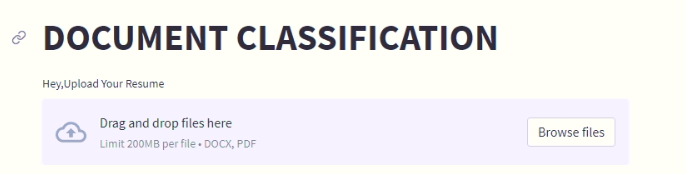 DOCUMENT CLASSIFICATION
Hey,Upload Your Resume
Drag and drop files here
Limit 200MB per file • DOCX, PDF
Browse files